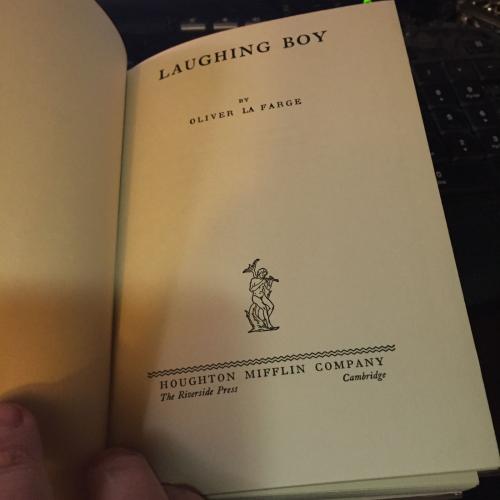 LAUGHING BOY
BY
OLIVER LA FARGE
HOUGHTON MIFFLIN COMPANY
The Riverside Press Cambridge